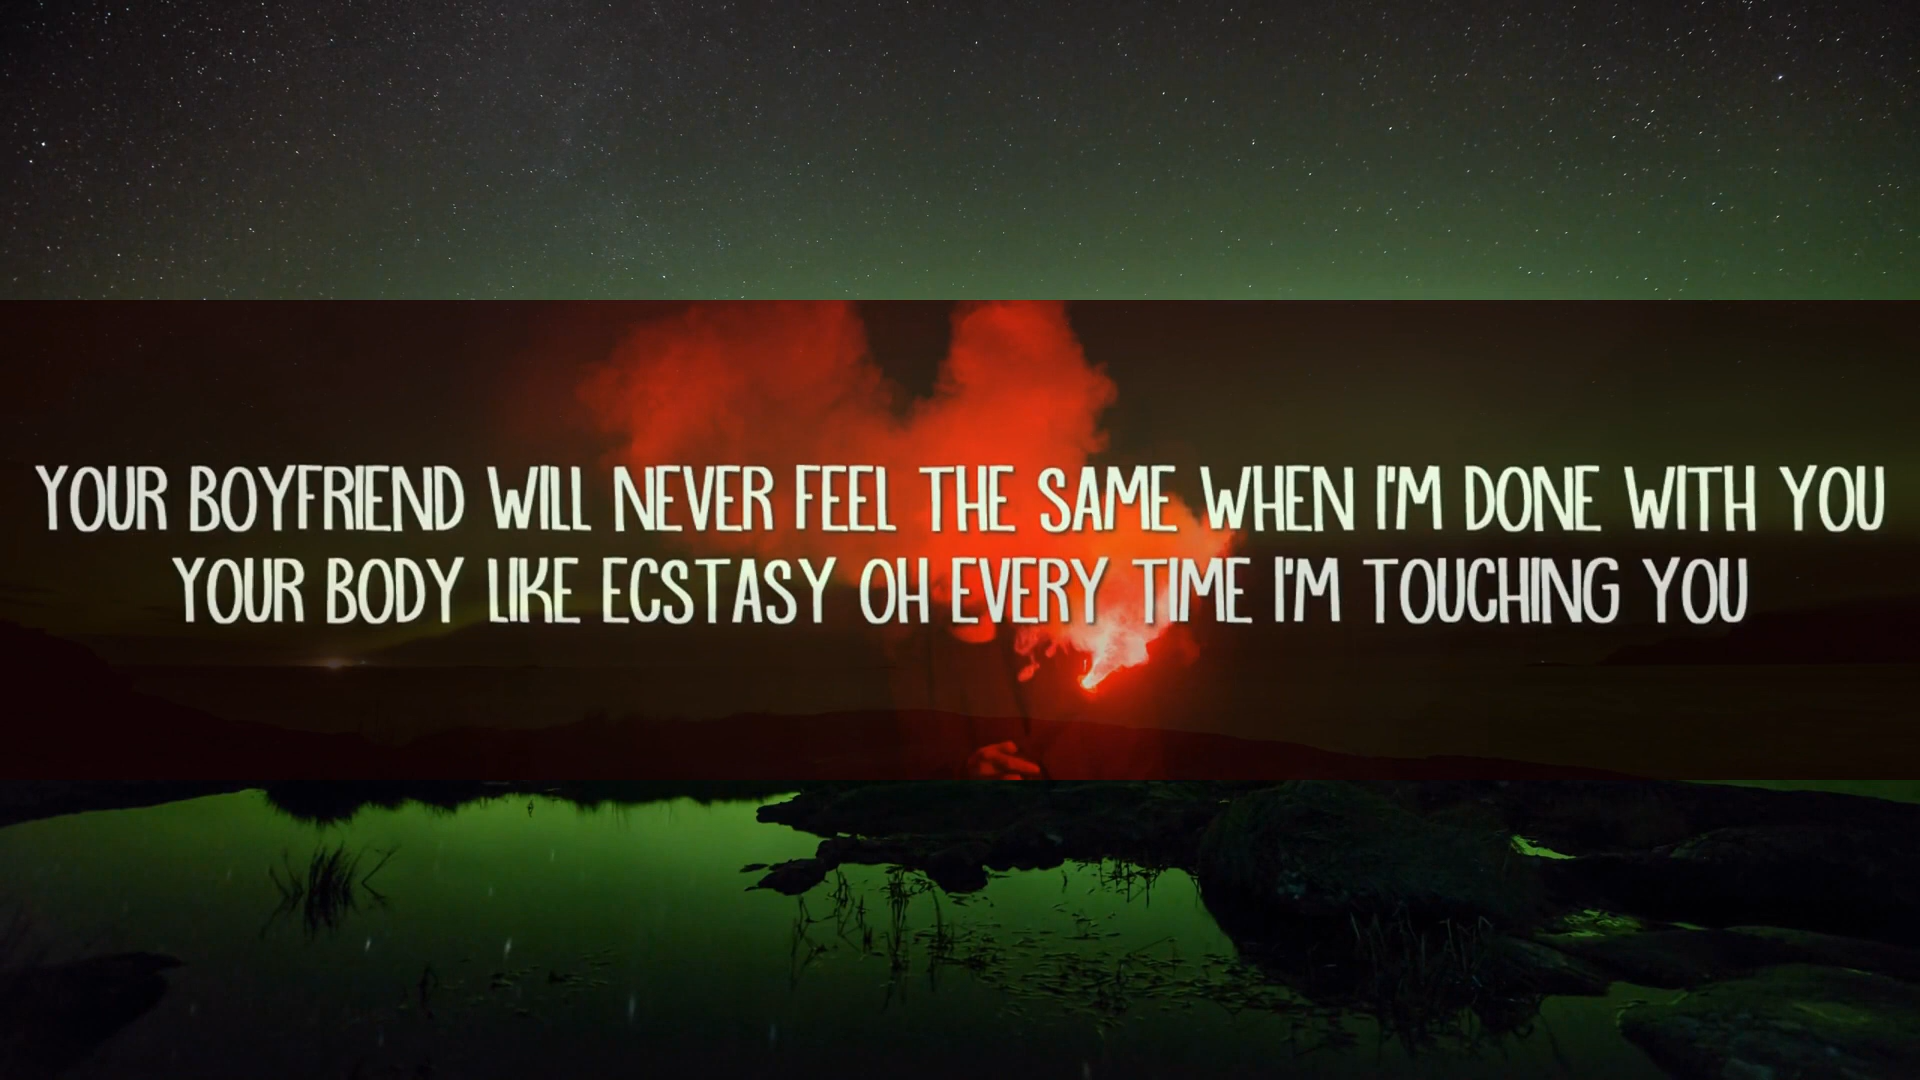 YOUR BOYFRIEND WILL NEVER FEEL THE SAME WHEN I'M DONE WITH YOU
YOUR BODY LIKE ECSTASY OH EVERY TIME I'M TOUCHING YOU